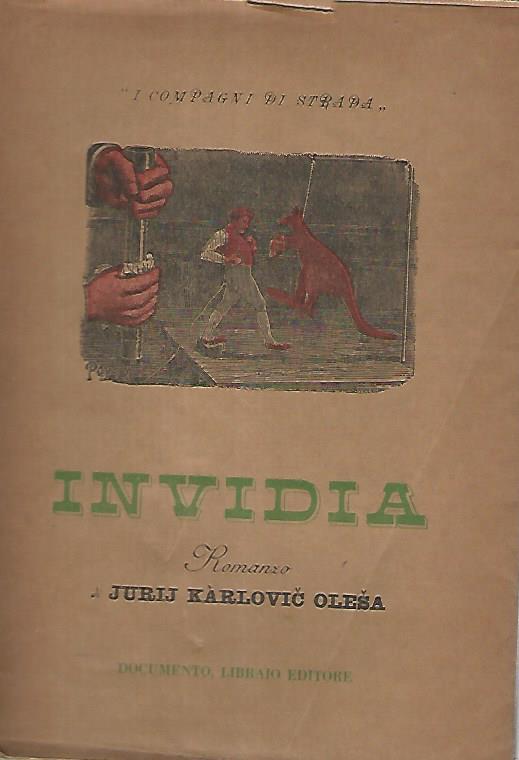 "I COMPAGNI DI STRADA„
INVIDIA
Romanzo
JURIJ KÀRLOVIČ OLEŠA
DOCUMENTO, LIBRAIO EDITORE